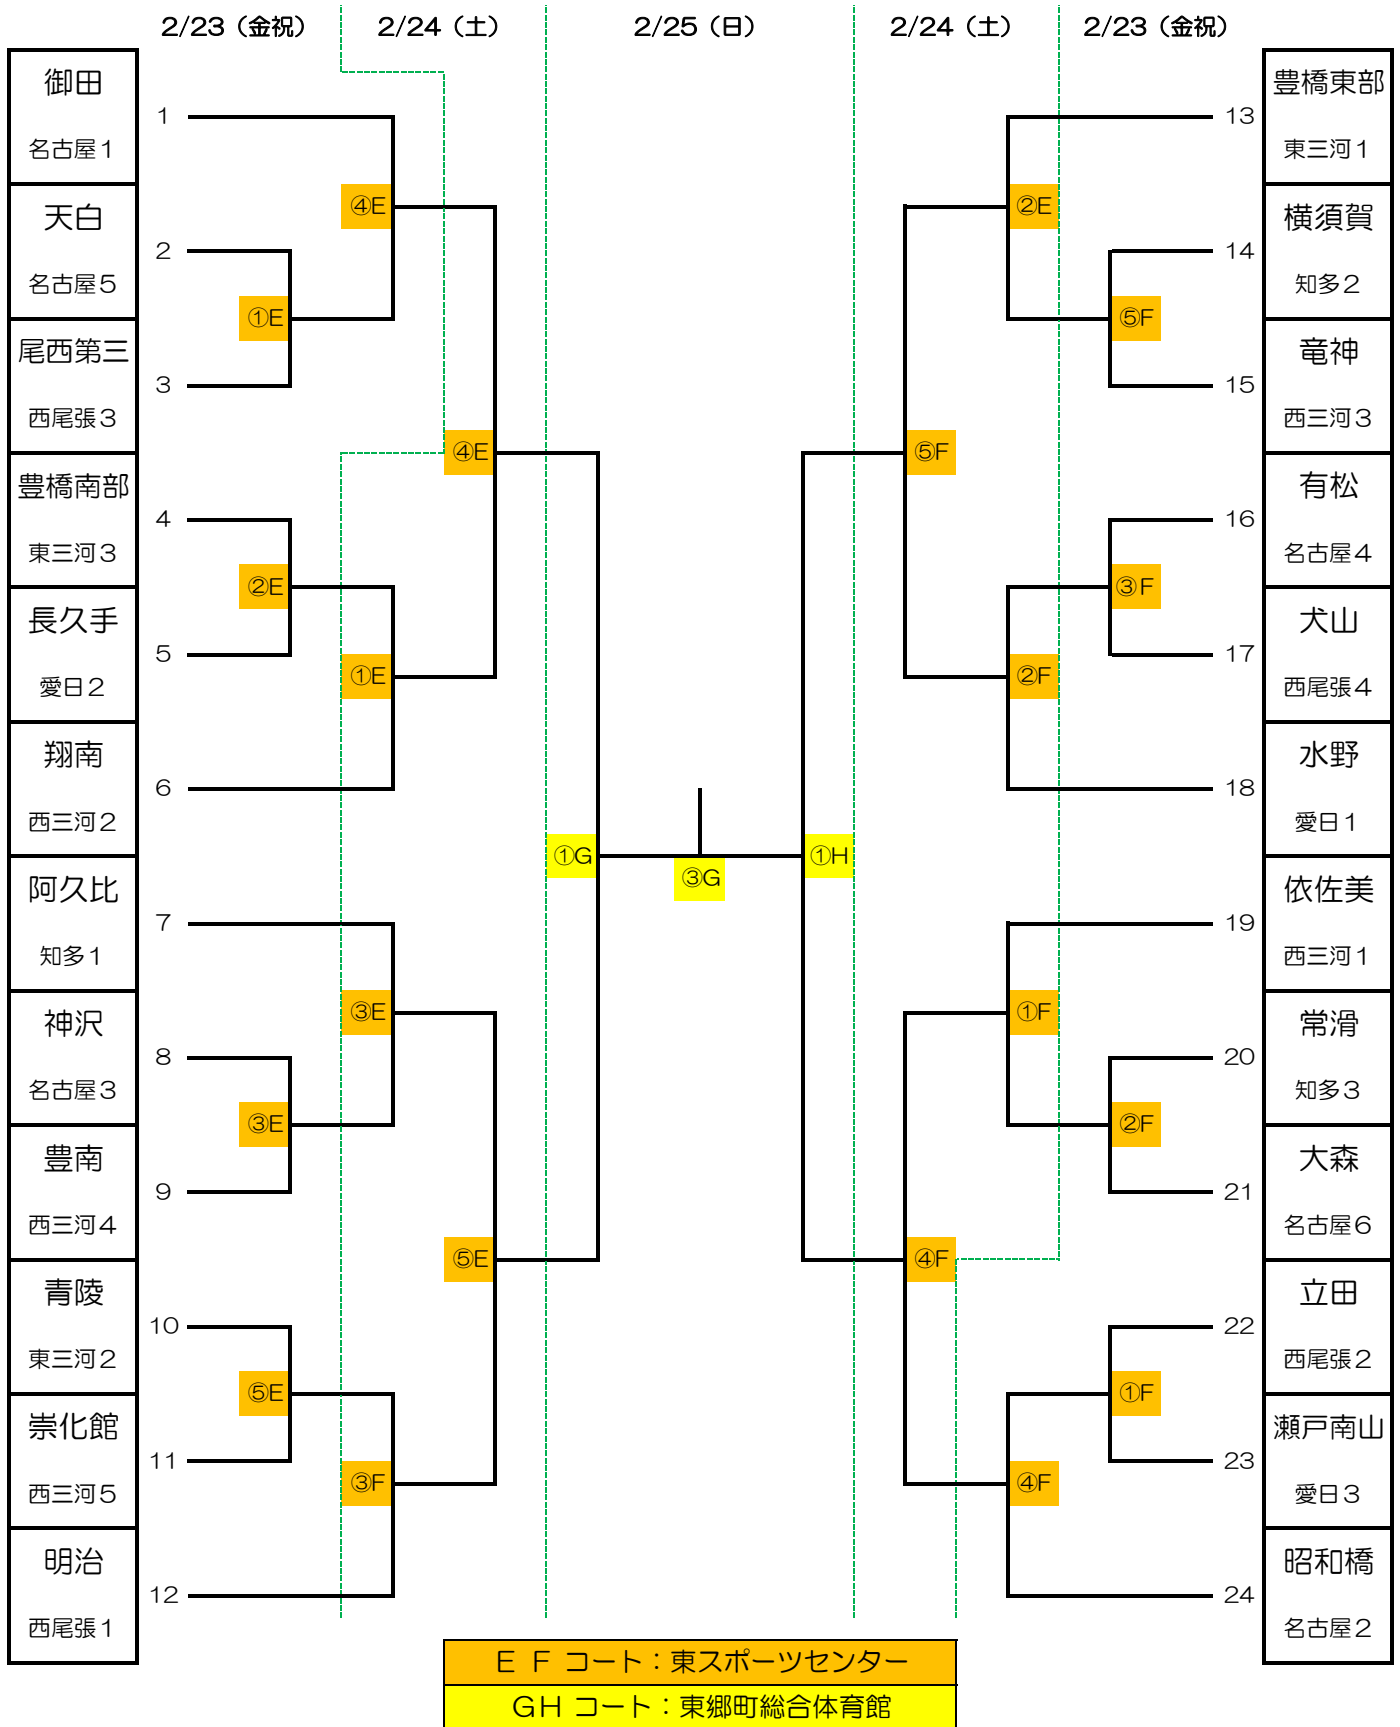 2/23（金祝）
2/24（土）
2/25（日）
2/24（土）
2/23（金祝）
御田
名古屋１
1
天白
名古屋５
2
尾西第三
西尾張３
3
豊橋南部
東三河３
4
長久手
愛日２
5
翔南
西三河２
6
阿久比
知多１
7
神沢
名古屋３
8
豊南
西三河４
9
青陵
東三河２
10
崇化館
西三河５
11
明治
西尾張１
12
①E
②E
③E
⑤E
④E
①E
③E
③F
④E
⑤E
①G
③G
①H
⑤F
④F
②E
②F
①F
④F
⑤F
③F
②F
①F
13
豊橋東部
東三河１
14
横須賀
知多２
15
竜神
西三河３
16
有松
名古屋４
17
犬山
西尾張４
18
水野
愛日１
19
依佐美
西三河１
20
常滑
知多３
21
大森
名古屋６
22
立田
西尾張２
23
瀬戸南山
愛日３
24
昭和橋
名古屋２
Ｅ Ｆ コート：東スポーツセンター
ＧＨ コート：東郷町総合体育館